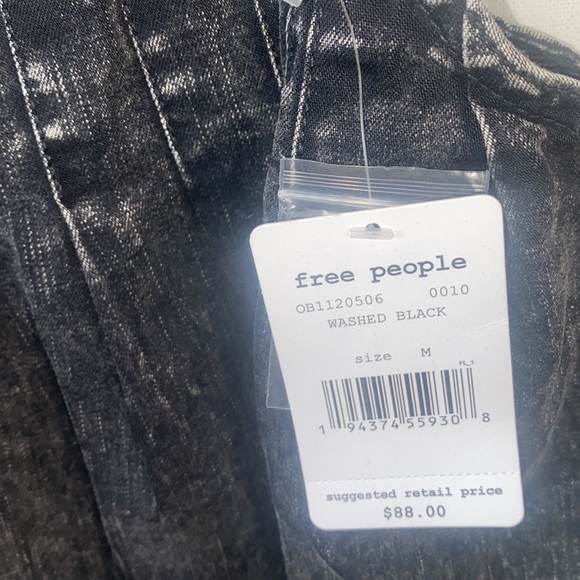 free people
OB1120506 0010
WASHED BLACK
size M
1 94374 55930 8
suggested retail price
$88.00